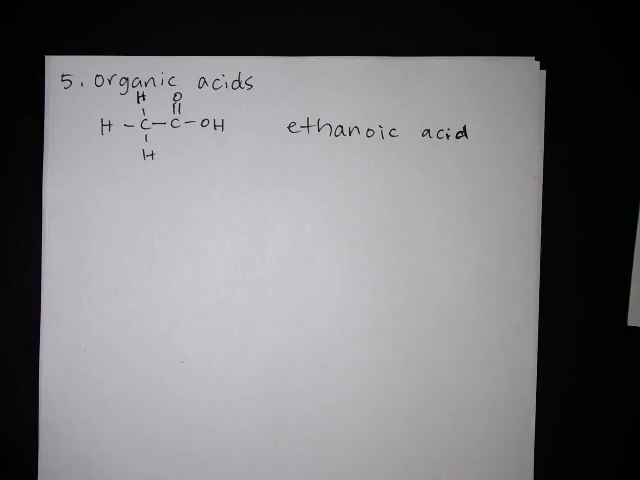 5. organic acids
H O
H - C - C - OH ethanoic acid
H